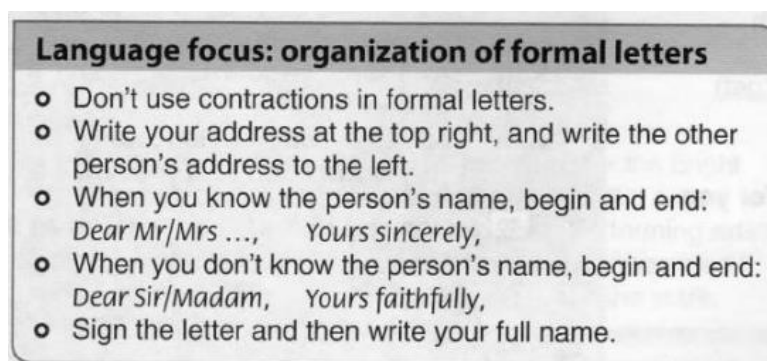 Language focus: organization of formal letters
o Don't use contractions in formal letters.
o Write your address at the top right, and write the other
person's address to the left.
o When you know the person's name, begin and end:
Dear Mr/Mrs ..., Yours sincerely,
o When you don't know the person's name, begin and end:
Dear Sir/Madam, Yours faithfully,
o Sign the letter and then write your full name.